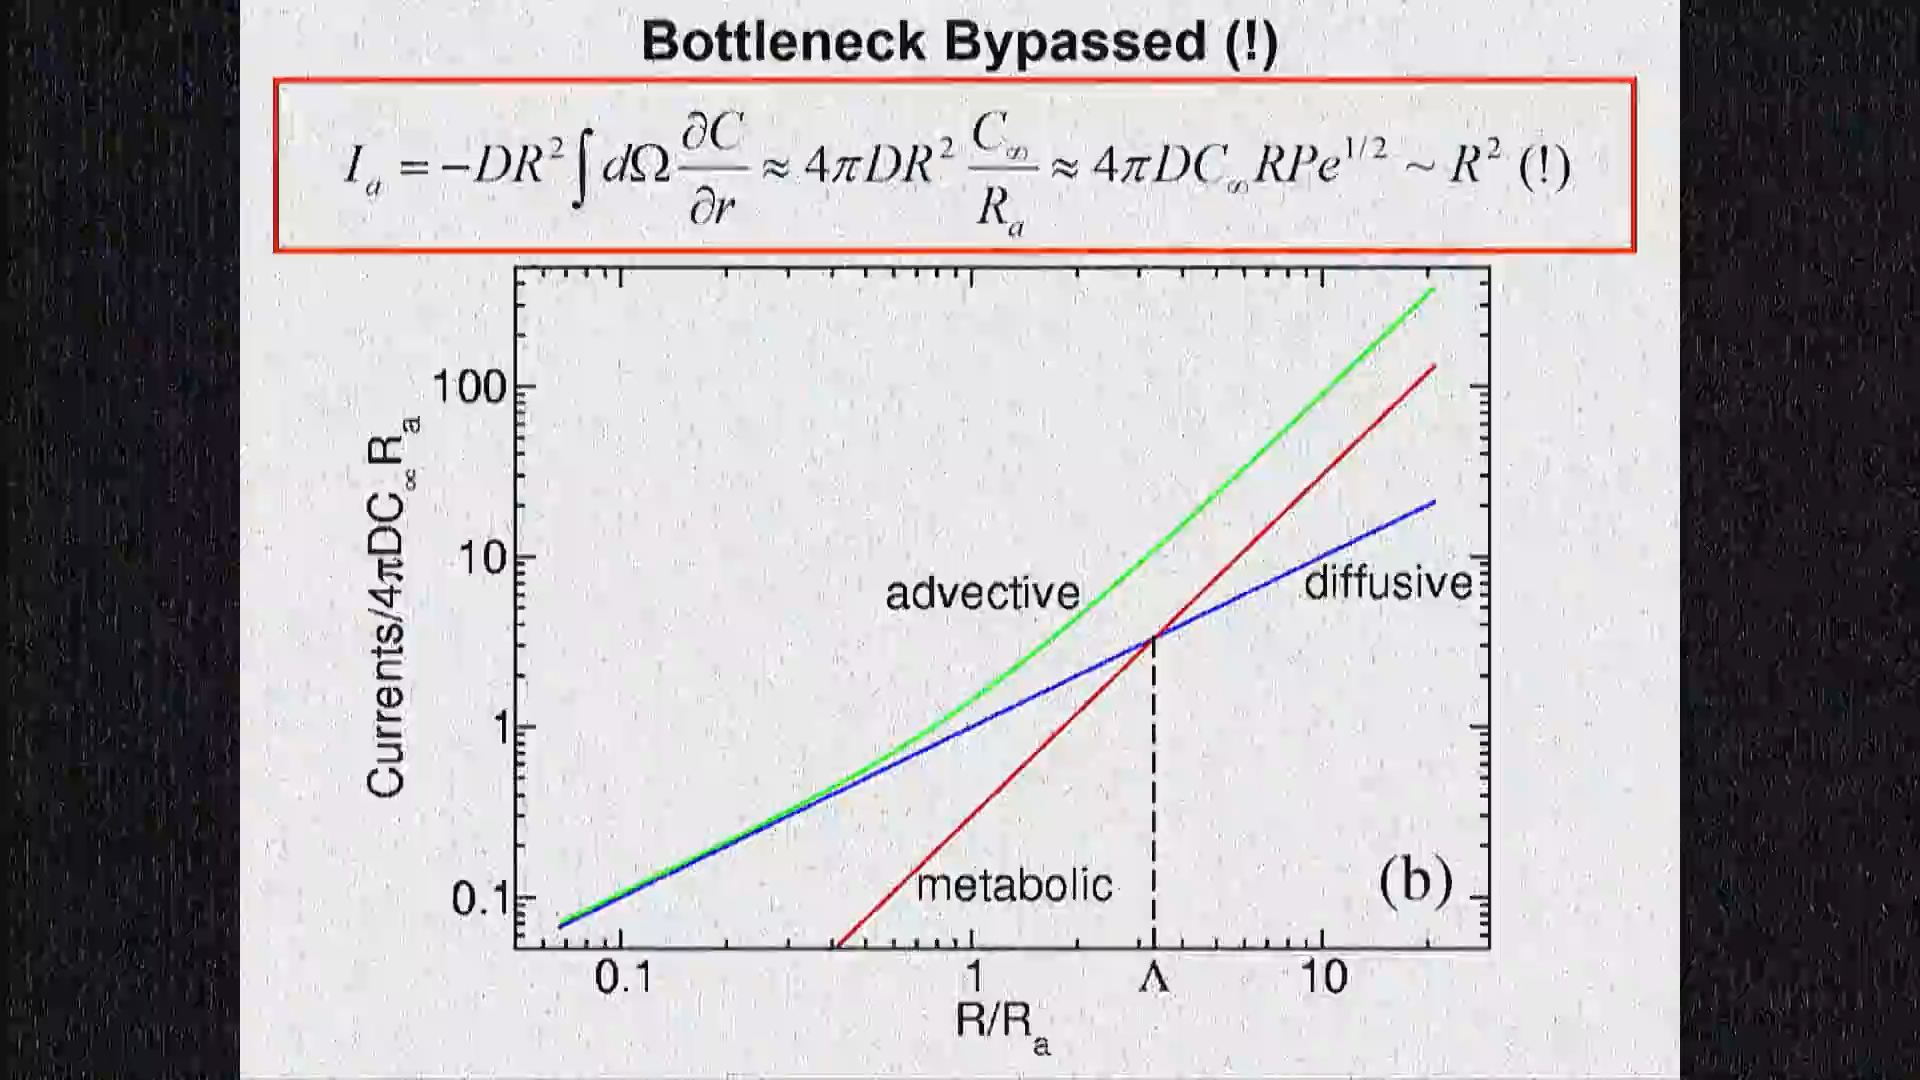 Bottleneck Bypassed (!)
I_a = -DR² ∫ dΩ ∂C/∂r ≈ 4πDR² C_∞/R_a ≈ 4πDC_∞RPe^{1/2} ~ R² (!)
Currents/4πDC_∞R_a
100
10
1
0.1
advective
diffusive
metabolic
(b)
0.1 1 Λ 10
R/R_a